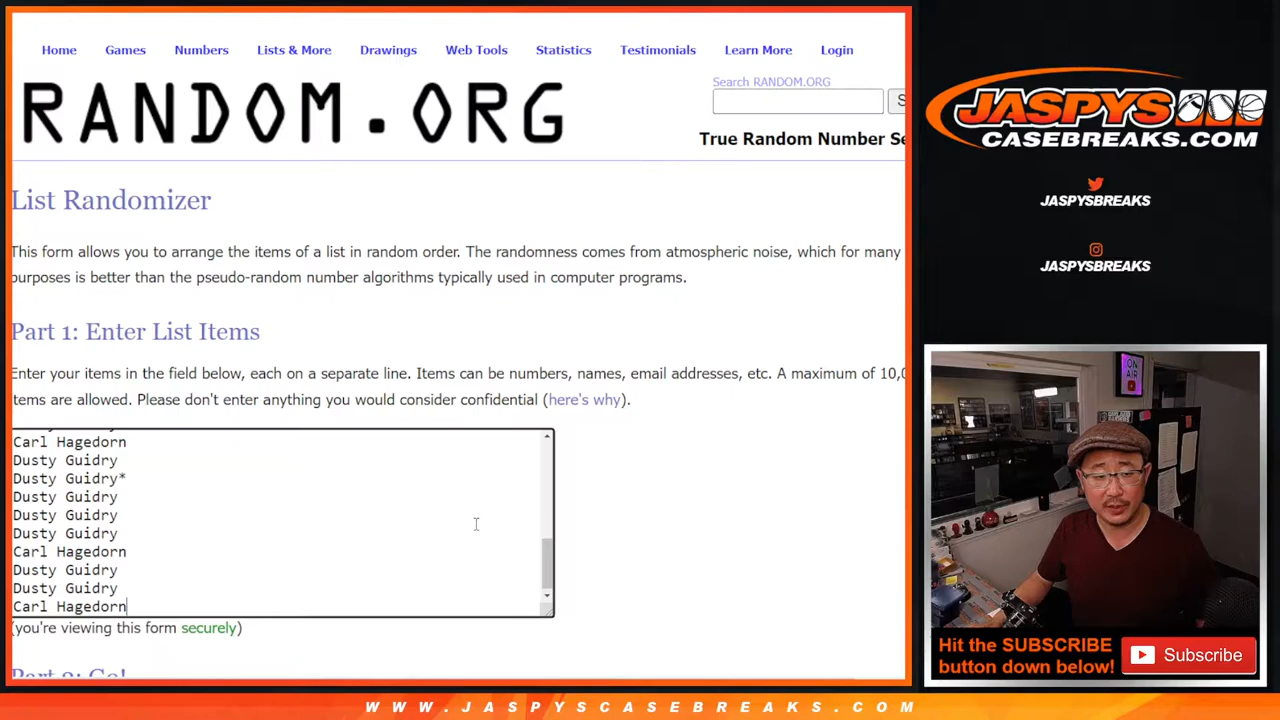 Home Games Numbers Lists & More Drawings Web Tools Statistics Testimonials Learn More Login
Search RANDOM.ORG
RANDOM.ORG
S
True Random Number Se
List Randomizer
This form allows you to arrange the items of a list in random order. The randomness comes from atmospheric noise, which for many
purposes is better than the pseudo-random number algorithms typically used in computer programs.
Part 1: Enter List Items
Enter your items in the field below, each on a separate line. Items can be numbers, names, email addresses, etc. A maximum of 10,0
tems are allowed. Please don't enter anything you would consider confidential (here's why).
Carl Hagedorn
Dusty Guidry
Dusty Guidry*
Dusty Guidry
Dusty Guidry
Dusty Guidry
Carl Hagedorn
Dusty Guidry
Dusty Guidry
Carl Hagedorn
(you're viewing this form securely)
Part 2: Go!
JASPYS
CASEBREAKS.COM
JASPYSBREAKS
JASPYSBREAKS
ON
AIR
Hit the SUBSCRIBE
button down below!
Subscribe
WWW.JASPYSCASEBREAKS.COM